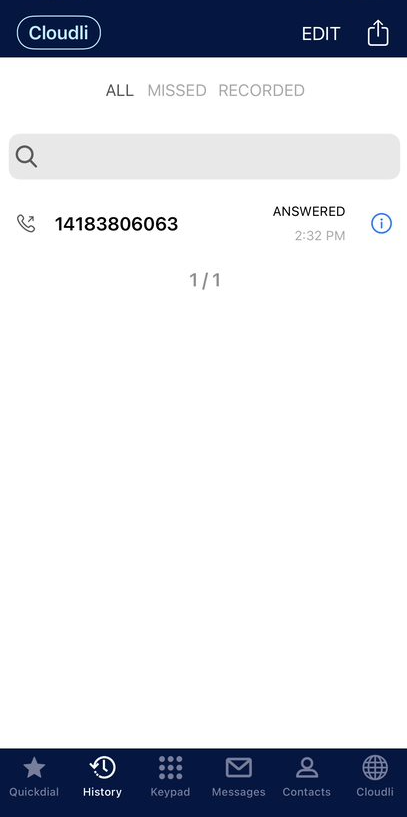 Cloudli
EDIT
ALL MISSED RECORDED
14183806063
ANSWERED
2:32 PM
1 / 1
Quickdial History Keypad Messages Contacts Cloudli